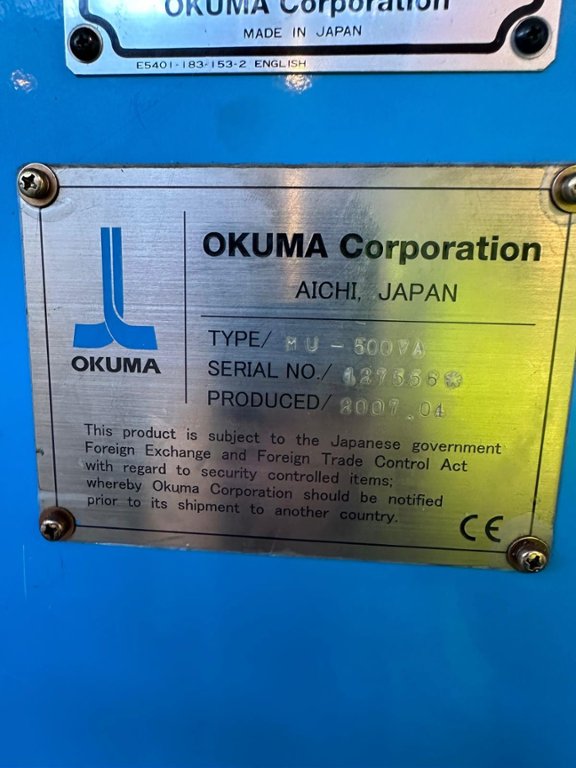 OKUMA Corporation
MADE IN JAPAN
E5401-183-153-2 ENGLISH
OKUMA
OKUMA Corporation
AICHI, JAPAN
TYPE/ MU-500VA
SERIAL NO./
PRODUCED/ 2007.04
This product is subject to the Japanese government
Foreign Exchange and Foreign Trade Control Act
with regard to security controlled items;
whereby Okuma Corporation should be notified
prior to its shipment to another country.
CE